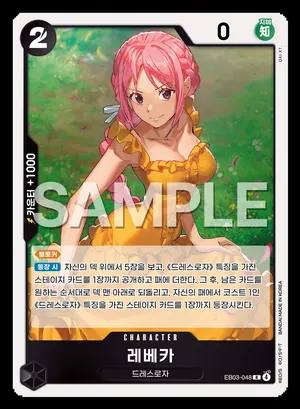 2
0
지혜
知
카운터 +1000
SAMPLE
블로커
등장 시 자신의 덱 위에서 5장을 보고, 《드레스로자》 특징을 가진
스테이지 카드를 1장까지 공개하고 패에 더한다. 그 후, 남은 카드를
원하는 순서대로 덱 맨 아래로 되돌리고, 자신의 패에서 코스트 1인
《드레스로자》 특징을 가진 스테이지 카드를 1장까지 등장시킨다.
CHARACTER
레베카
드레스로자
EB03-048 R